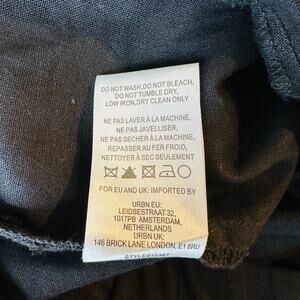 DO NOT WASH, DO NOT BLEACH,
DO NOT TUMBLE DRY,
LOW IRON, DRY CLEAN ONLY
NE PAS LAVER À LA MACHINE,
NE PAS JAVELLISER,
NE PAS SECHER À LA MACHINE,
REPASSER AU FER FROID,
NETTOYER À SEC SEULEMENT
FOR EU AND UK: IMPORTED BY
URBN EU:
LEIDSESTRAAT 32,
1017PB AMSTERDAM,
NETHERLANDS
URBN UK:
146 BRICK LANE LONDON, E1 6RU